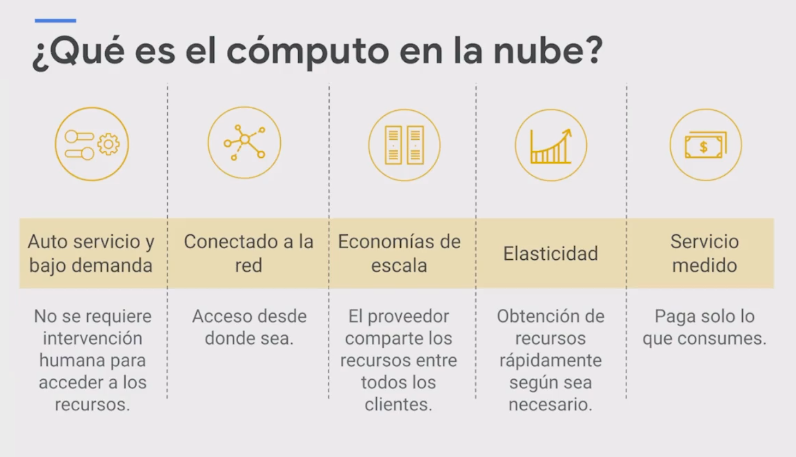 ¿Qué es el cómputo en la nube?
$
Auto servicio y
bajo demanda
No se requiere
intervención
humana para
acceder a los
recursos.
Conectado a la
red
Acceso desde
donde sea.
Economías de
escala
El proveedor
comparte los
recursos entre
todos los
clientes.
Elasticidad
Obtención de
recursos
rápidamente
según sea
necesario.
Servicio
medido
Paga solo lo
que consumes.